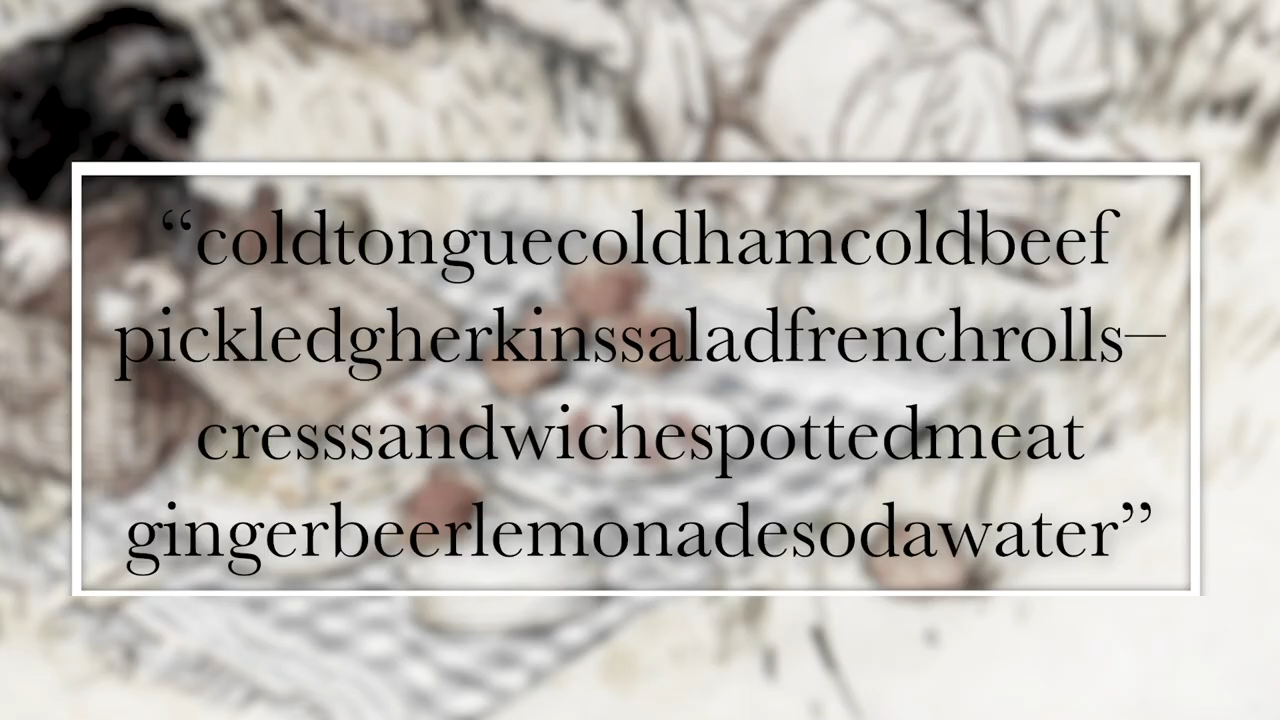 “coldtonguecoldhamcoldbeef
pickledgherkinssaladfrenchrolls–
cresssandwichespottedmeat
gingerbeerlemonadesodawater”